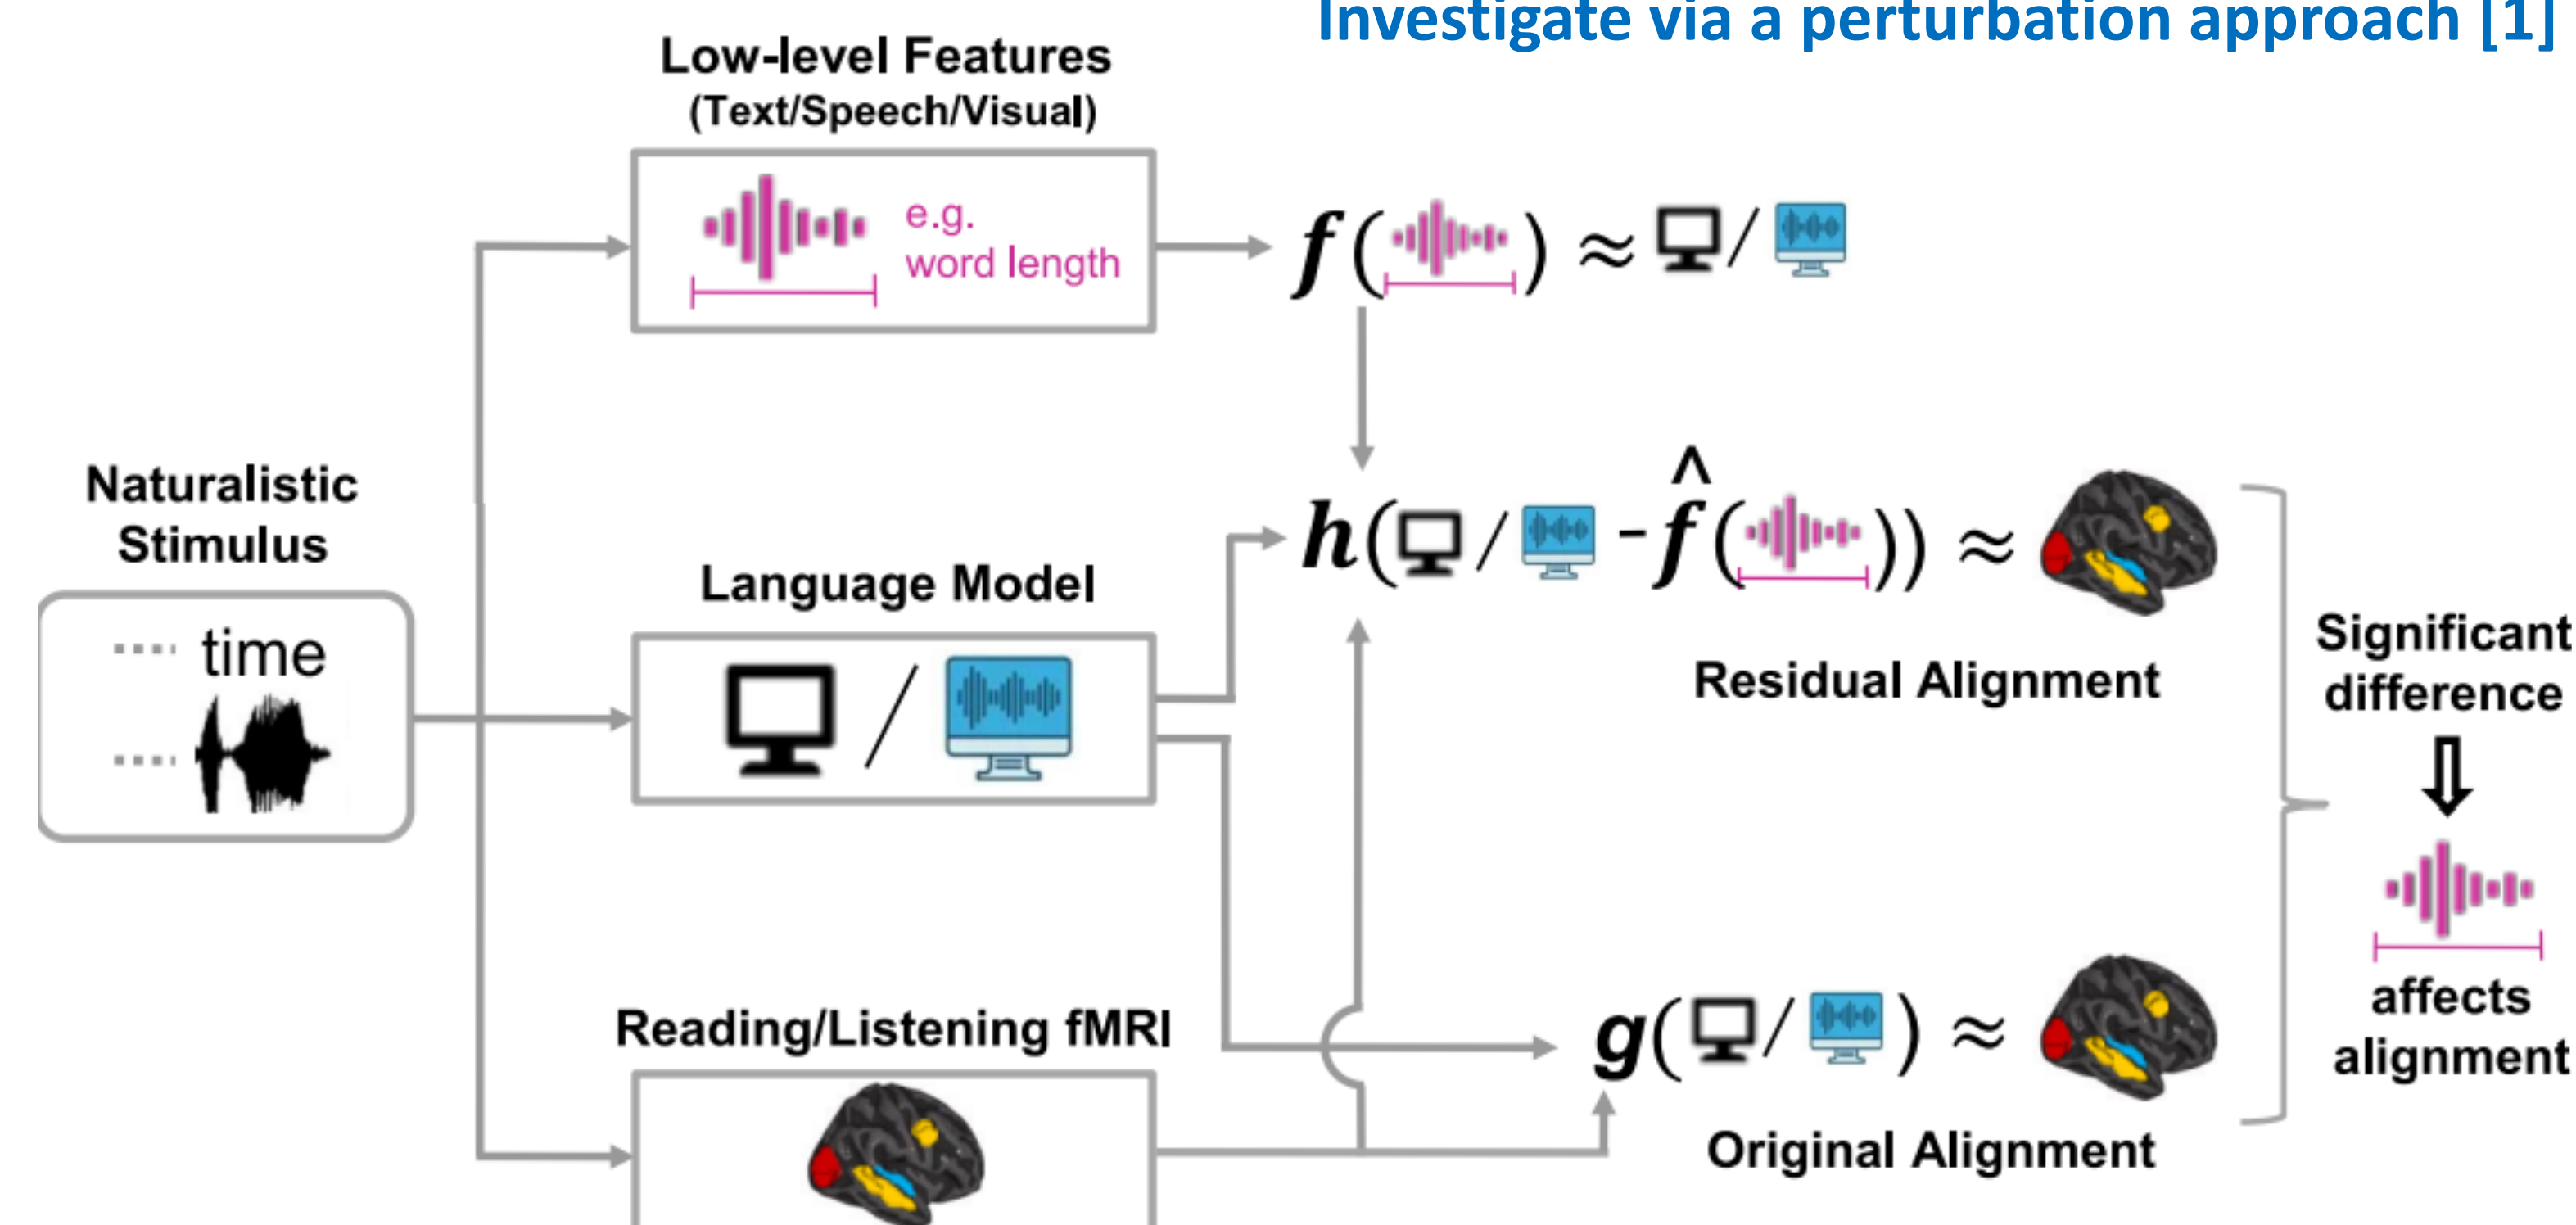 Investigate via a perturbation approach [1]
Low-level Features
(Text/Speech/Visual)
e.g.
word length
f( ) ≈ /
Naturalistic
Stimulus
time
Language Model
/
h( / - f̂( )) ≈
Residual Alignment
Significant
difference
affects
alignment
Reading/Listening fMRI
g( / ) ≈
Original Alignment